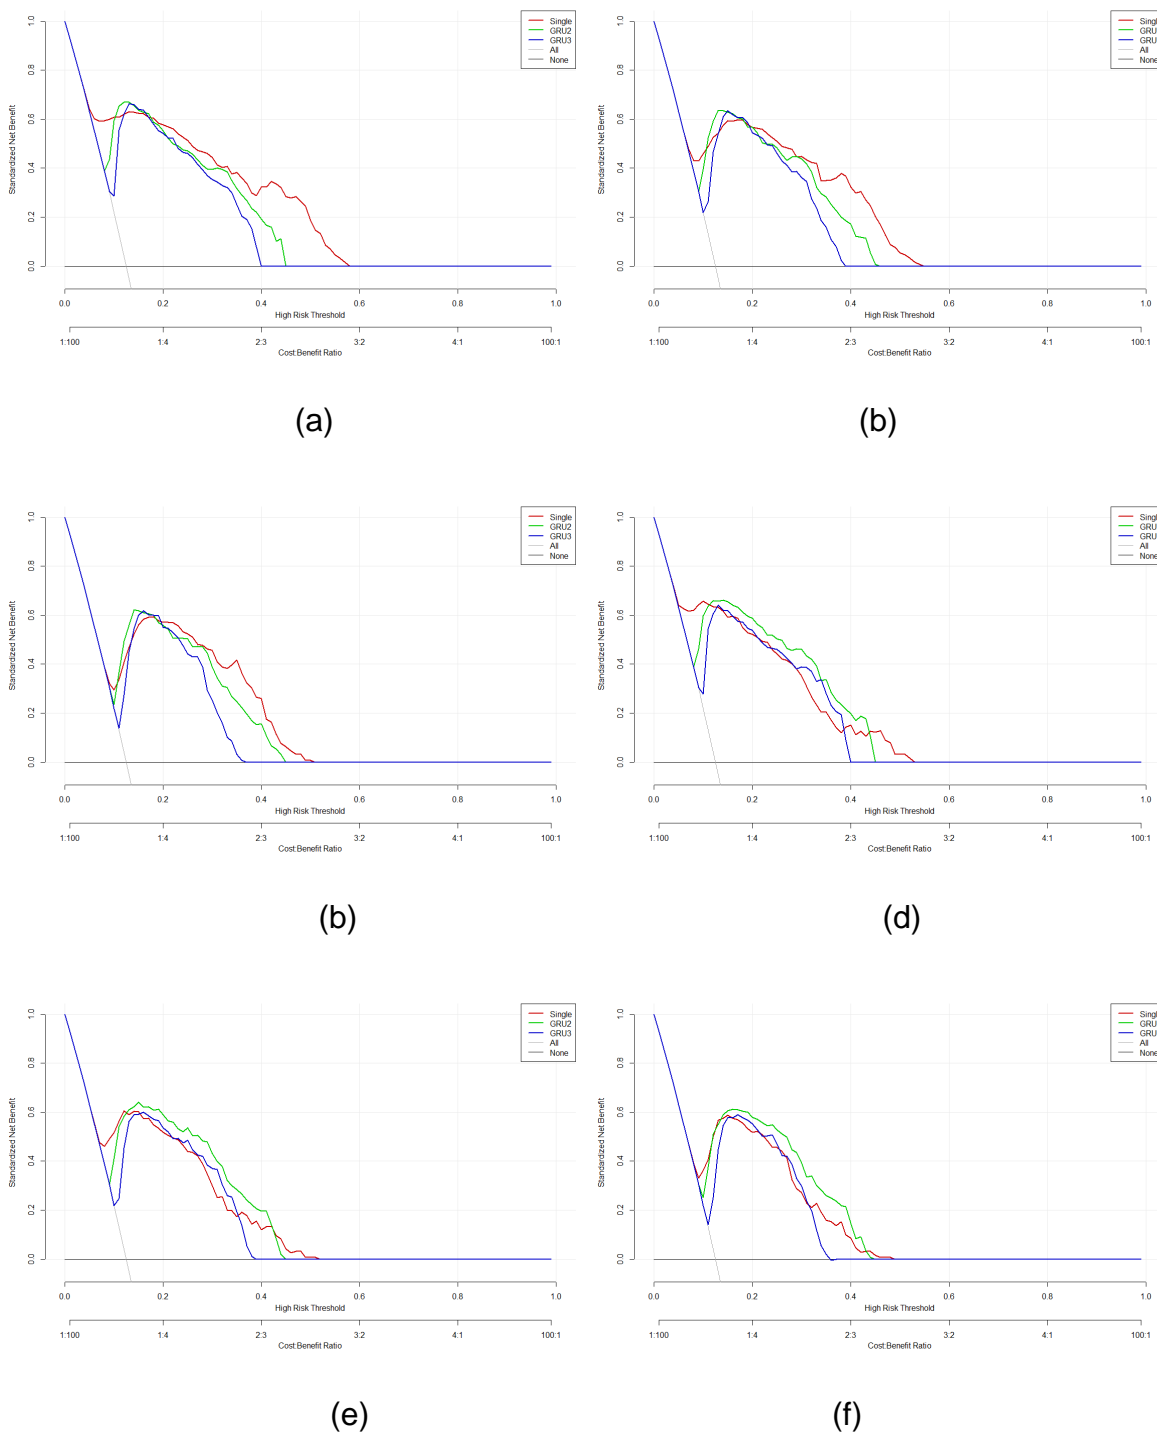 1.0
0.8
0.6
0.4
0.2
0.0
Standardized Net Benefit
Single
GRU2
GRU3
All
None
0.0 0.2 0.4 0.6 0.8 1.0
High Risk Threshold
1:100 1:4 2:3 3:2 4:1 100:1
Cost:Benefit Ratio
(a)
1.0
0.8
0.6
0.4
0.2
0.0
Standardized Net Benefit
Singl
GRU
GRU
All
None
0.0 0.2 0.4 0.6 0.8 1.0
High Risk Threshold
1:100 1:4 2:3 3:2 4:1 100:1
Cost:Benefit Ratio
(b)
1.0
0.8
0.6
0.4
0.2
0.0
Standardized Net Benefit
Single
GRU2
GRU3
All
None
0.0 0.2 0.4 0.6 0.8 1.0
High Risk Threshold
1:100 1:4 2:3 3:2 4:1 100:1
Cost:Benefit Ratio
(b)
1.0
0.8
0.6
0.4
0.2
0.0
Standardized Net Benefit
Singl
GRU
GRU
All
None
0.0 0.2 0.4 0.6 0.8 1.0
High Risk Threshold
1:100 1:4 2:3 3:2 4:1 100:1
Cost:Benefit Ratio
(d)
1.0
0.8
0.6
0.4
0.2
0.0
Standardized Net Benefit
Single
GRU2
GRU3
All
None
0.0 0.2 0.4 0.6 0.8 1.0
High Risk Threshold
1:100 1:4 2:3 3:2 4:1 100:1
Cost:Benefit Ratio
(e)
1.0
0.8
0.6
0.4
0.2
0.0
Standardized Net Benefit
Singl
GRU
GRU
All
None
0.0 0.2 0.4 0.6 0.8 1.0
High Risk Threshold
1:100 1:4 2:3 3:2 4:1 100:1
Cost:Benefit Ratio
(f)